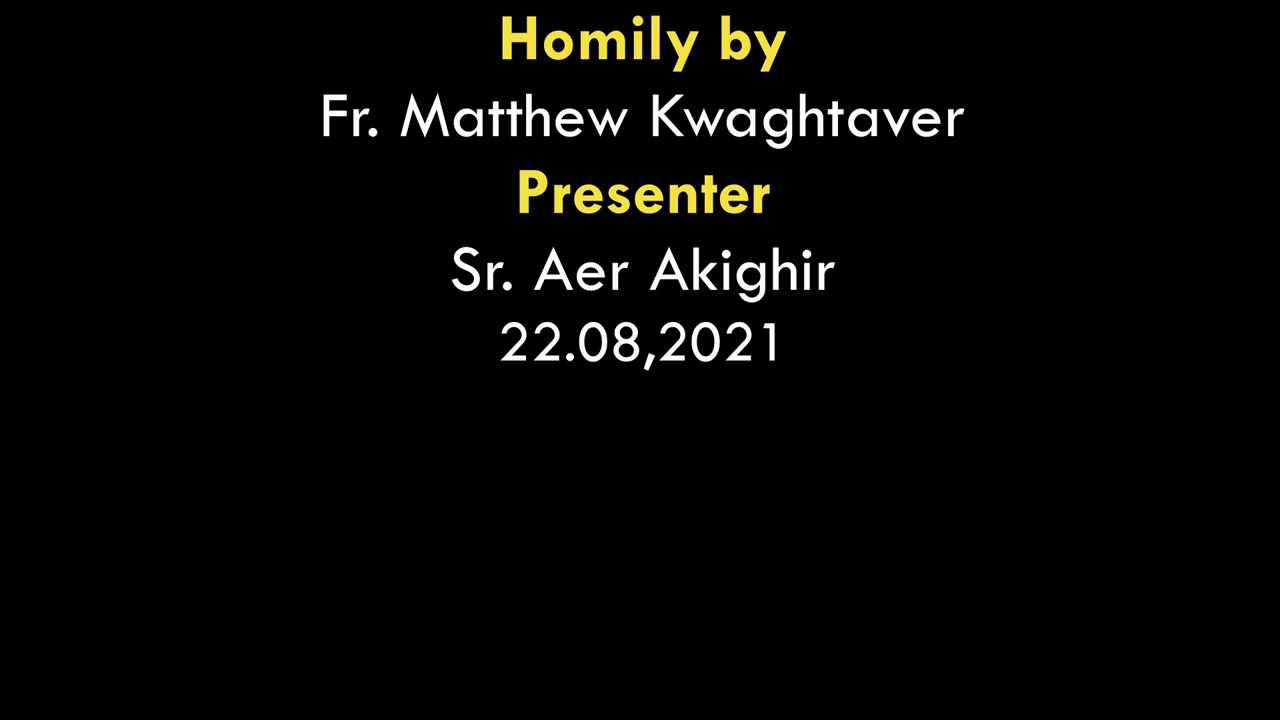 Homily by
Fr. Matthew Kwaghtaver
Presenter
Sr. Aer Akighir
22.08,2021